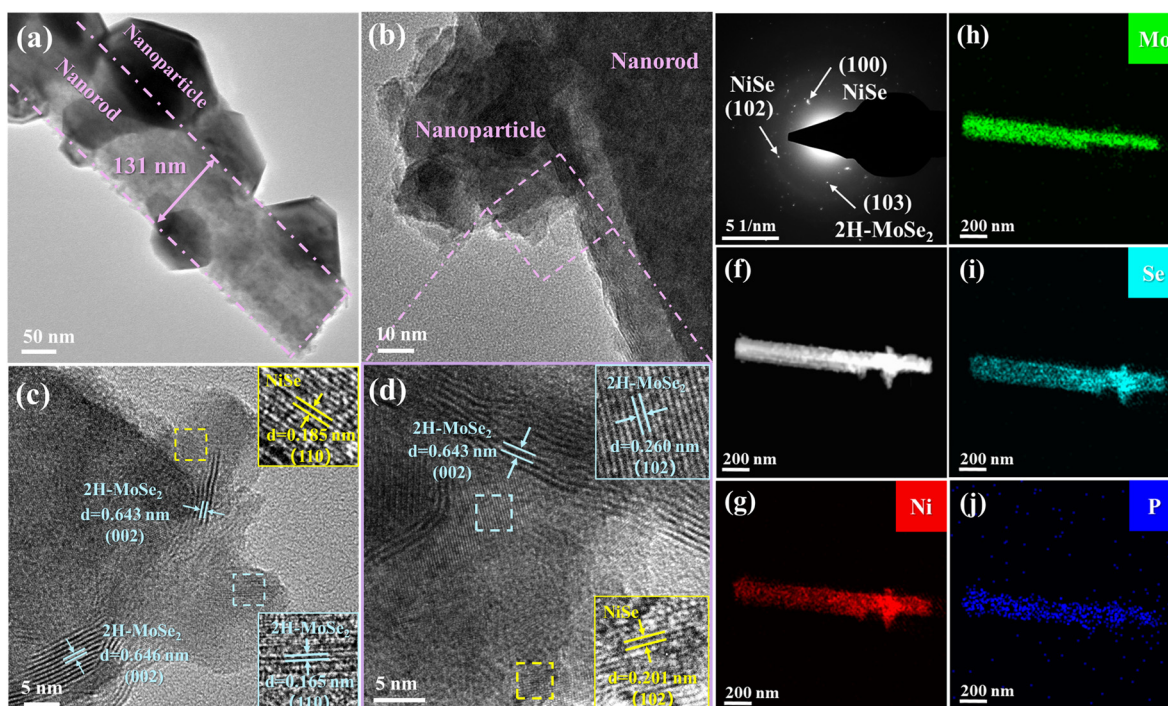 (a)
Nanoparticle
Nanorod
131 nm
50 nm
(b)
Nanorod
Nanoparticle
10 nm
(100)
NiSe
NiSe
(102)
(103)
2H-MoSe₂
5 1/nm
(h)
Mo
200 nm
(c)
NiSe
d=0.185 nm
(110)
2H-MoSe₂
d=0.643 nm
(002)
2H-MoSe₂
d=0.646 nm
(002)
2H-MoSe₂
d=0.165 nm
(110)
5 nm
(d)
2H-MoSe₂
d=0.643 nm
(002)
2H-MoSe₂
d=0.260 nm
(102)
NiSe
d=0.201 nm
(102)
5 nm
(f)
200 nm
(i)
Se
200 nm
(g)
Ni
200 nm
(j)
P
200 nm